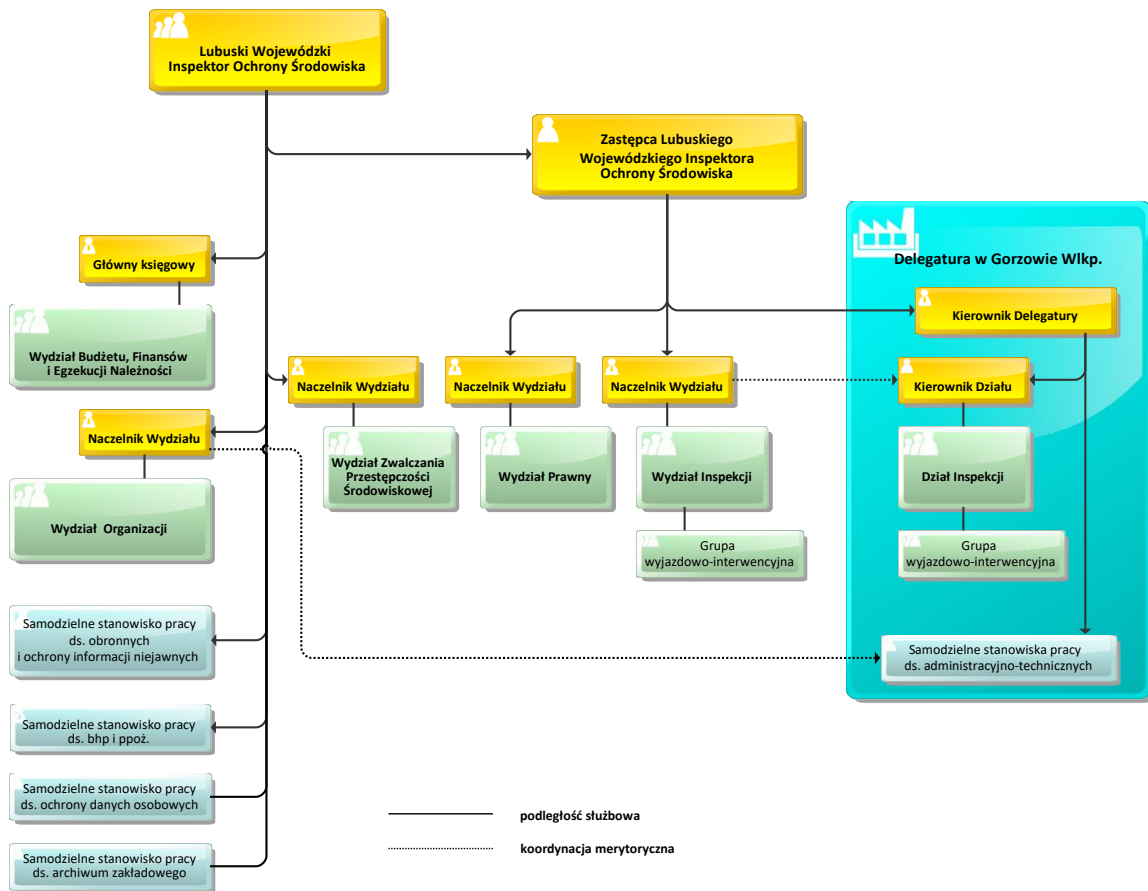 Lubuski Wojewódzki
Inspektor Ochrony Środowiska
Zastępca Lubuskiego
Wojewódzkiego Inspektora
Ochrony Środowiska
Główny księgowy
Wydział Budżetu, Finansów
i Egzekucji Należności
Naczelnik Wydziału
Wydział Organizacji
Naczelnik Wydziału
Wydział Zwalczania
Przestępczości
Środowiskowej
Naczelnik Wydziału
Wydział Prawny
Naczelnik Wydziału
Wydział Inspekcji
Grupa
wyjazdowo-interwencyjna
Delegatura w Gorzowie Wlkp.
Kierownik Delegatury
Kierownik Działu
Dział Inspekcji
Grupa
wyjazdowo-interwencyjna
Samodzielne stanowiska pracy
ds. administracyjno-technicznych
Samodzielne stanowisko pracy
ds. obronnych
i ochrony informacji niejawnych
Samodzielne stanowisko pracy
ds. bhp i ppoż.
Samodzielne stanowisko pracy
ds. ochrony danych osobowych
Samodzielne stanowisko pracy
ds. archiwum zakładowego
podległość służbowa
koordynacja merytoryczna